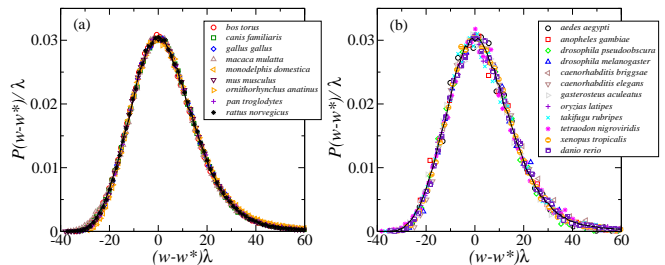 (a)
P(w-w*)/λ
0.03
0.02
0.01
0
-40 -20 0 20 40 60
(w-w*)λ
bos torus
canis familiaris
gallus gallus
macaca mulatta
monodelphis domestica
mus musculus
ornithorhynchus anatinus
pan troglodytes
rattus norvegicus
(b)
P(w-w*)/λ
0.03
0.02
0.01
0
-40 -20 0 20 40 60
(w-w*)λ
aedes aegypti
anopheles gambiae
drosophila pseudoobscura
drosophila melanogaster
caenorhabditis briggsae
caenorhabditis elegans
gasterosteus aculeatus
oryzias latipes
takifugu rubripes
tetraodon nigroviridis
xenopus tropicalis
danio rerio